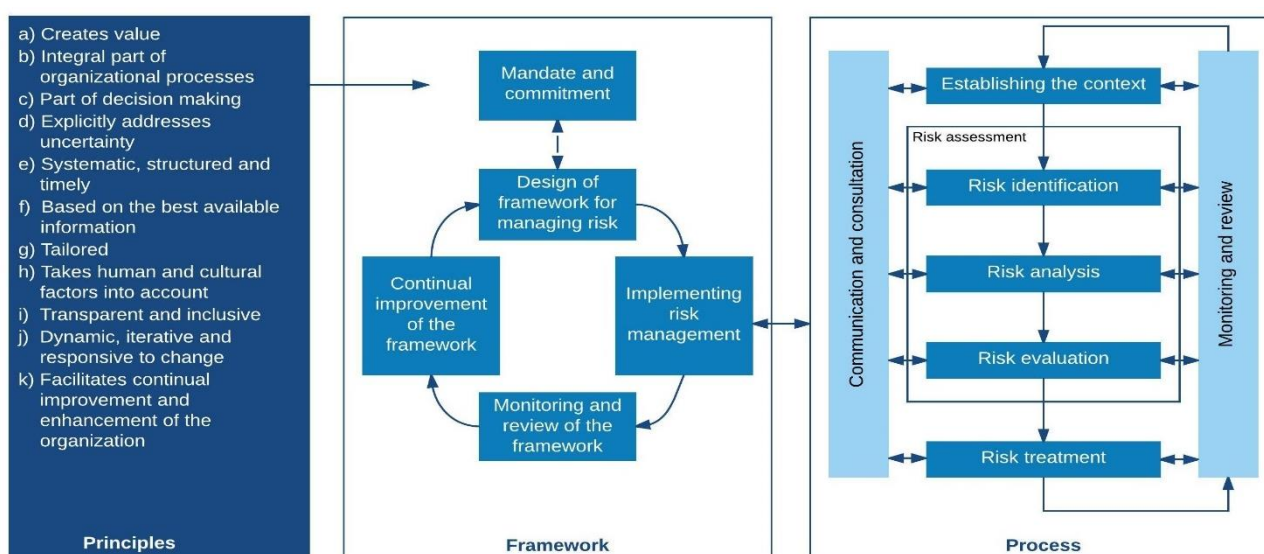 a) Creates value
b) Integral part of
organizational processes
c) Part of decision making
d) Explicitly addresses
uncertainty
e) Systematic, structured and
timely
f) Based on the best available
information
g) Tailored
h) Takes human and cultural
factors into account
i) Transparent and inclusive
j) Dynamic, iterative and
responsive to change
k) Facilitates continual
improvement and
enhancement of the
organization
Principles
Mandate and
commitment
Design of
framework for
managing risk
Continual
improvement
of the
framework
Implementing
risk
management
Monitoring and
review of the
framework
Framework
Communication and consultation
Establishing the context
Risk assessment
Risk identification
Risk analysis
Risk evaluation
Risk treatment
Monitoring and review
Process